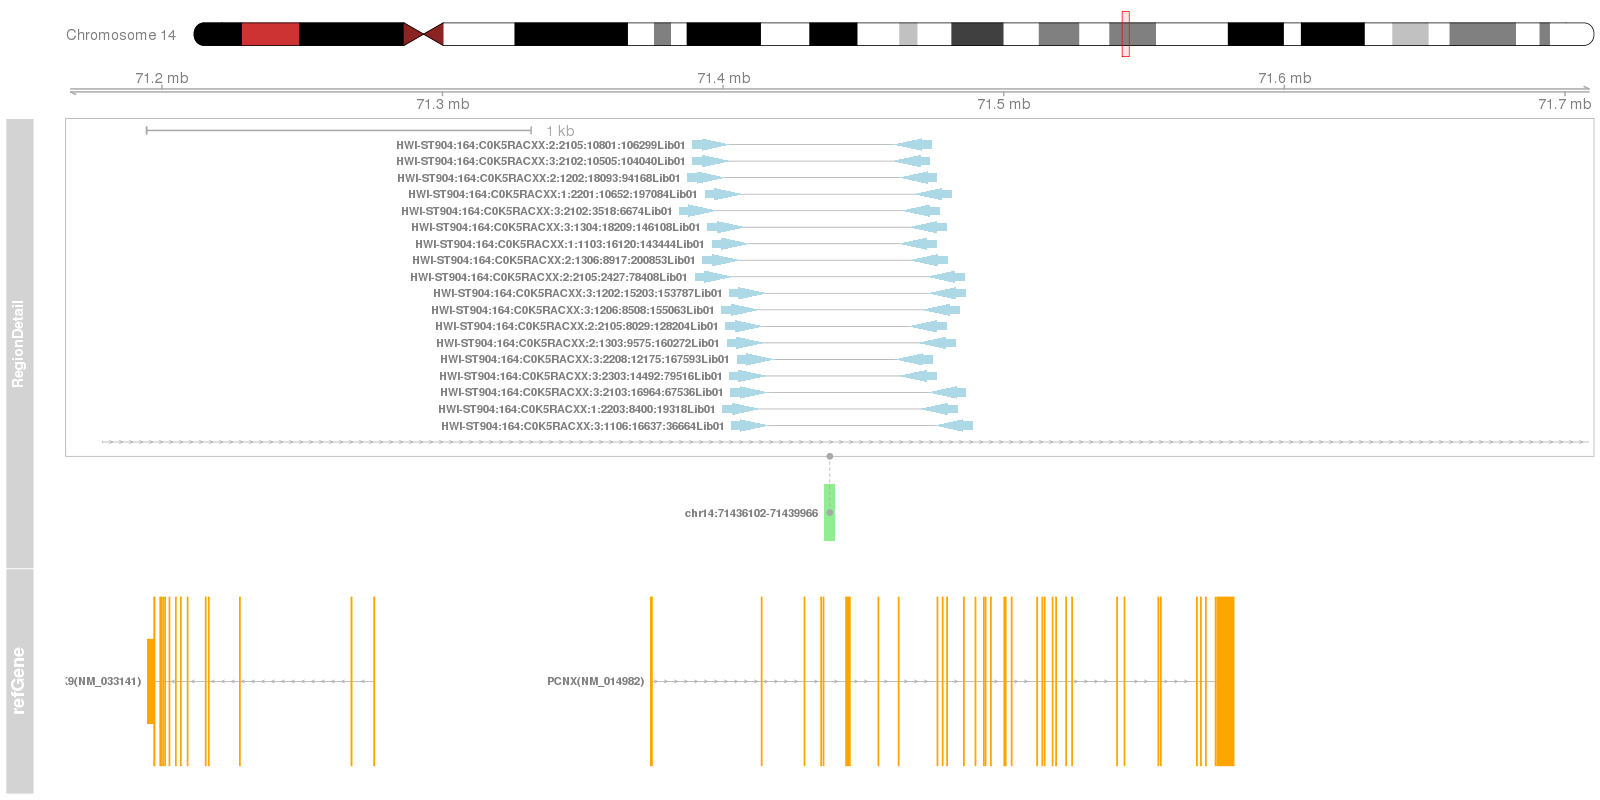 Chromosome 14
71.2 mb
71.4 mb
71.6 mb
71.3 mb
71.5 mb
71.7 mb
RegionDetail
1 kb
HWI-ST904:164:C0K5RACXX:2:2105:10801:106299Lib01
HWI-ST904:164:C0K5RACXX:3:2102:10505:104040Lib01
HWI-ST904:164:C0K5RACXX:2:1202:18093:94168Lib01
HWI-ST904:164:C0K5RACXX:1:2201:10652:197084Lib01
HWI-ST904:164:C0K5RACXX:3:2102:3518:6674Lib01
HWI-ST904:164:C0K5RACXX:3:1304:18209:146108Lib01
HWI-ST904:164:C0K5RACXX:1:1103:16120:143444Lib01
HWI-ST904:164:C0K5RACXX:2:1306:8917:200853Lib01
HWI-ST904:164:C0K5RACXX:2:2105:2427:78408Lib01
HWI-ST904:164:C0K5RACXX:3:1202:15203:153787Lib01
HWI-ST904:164:C0K5RACXX:3:1206:8508:155063Lib01
HWI-ST904:164:C0K5RACXX:2:2105:8029:128204Lib01
HWI-ST904:164:C0K5RACXX:2:1303:9575:160272Lib01
HWI-ST904:164:C0K5RACXX:3:2208:12175:167593Lib01
HWI-ST904:164:C0K5RACXX:3:2303:14492:79516Lib01
HWI-ST904:164:C0K5RACXX:3:2103:16964:67536Lib01
HWI-ST904:164:C0K5RACXX:1:2203:8400:19318Lib01
HWI-ST904:164:C0K5RACXX:3:1106:16637:36664Lib01
chr14:71436102-71439966
refGene
9(NM_033141)
PCNX(NM_014982)